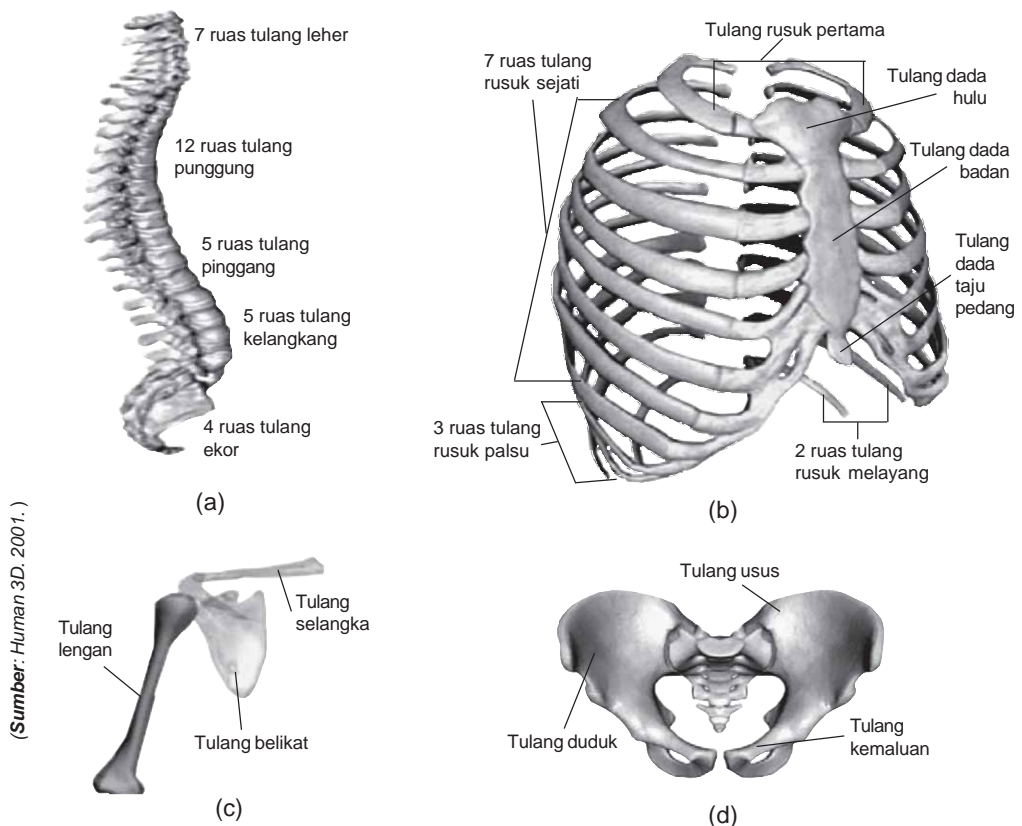 7 ruas tulang leher
12 ruas tulang
punggung
5 ruas tulang
pinggang
5 ruas tulang
kelangkang
4 ruas tulang
ekor
(a)
Tulang rusuk pertama
7 ruas tulang
rusuk sejati
Tulang dada
hulu
Tulang dada
badan
Tulang
dada
taju
pedang
3 ruas tulang
rusuk palsu
2 ruas tulang
rusuk melayang
(b)
(Sumber: Human 3D. 2001. )
Tulang
lengan
Tulang
selangka
Tulang belikat
(c)
Tulang usus
Tulang duduk
Tulang
kemaluan
(d)